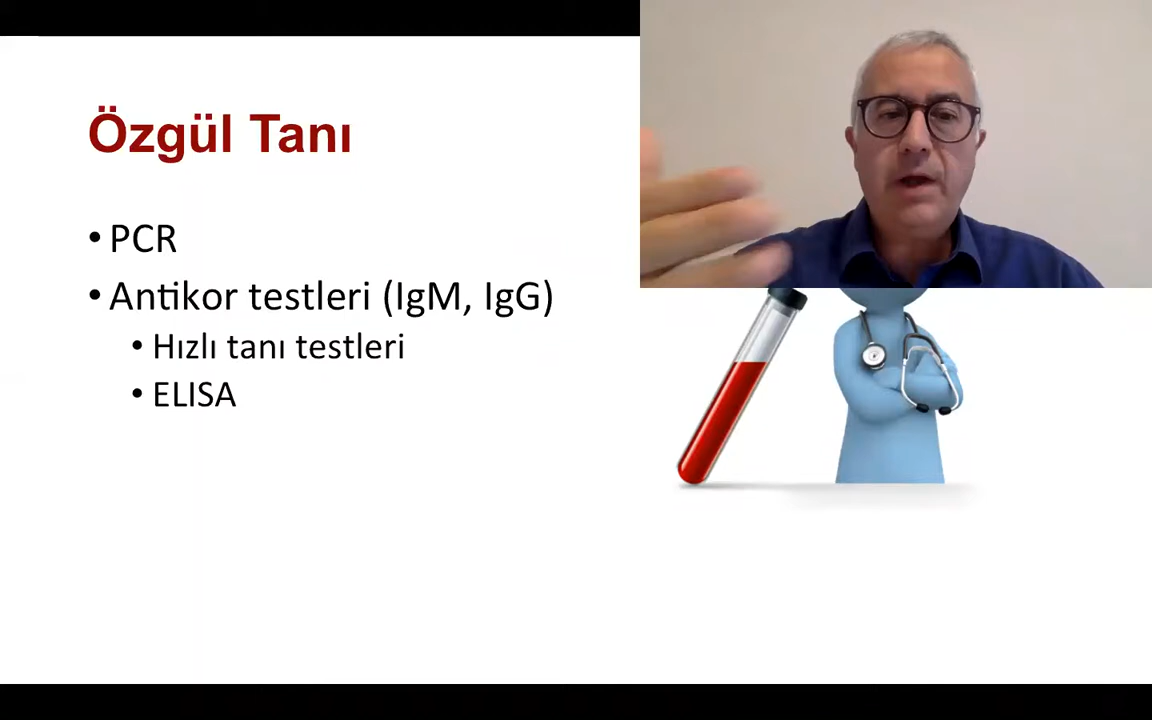 Özgül Tanı
• PCR
• Antikor testleri (IgM, IgG)
• Hızlı tanı testleri
• ELISA